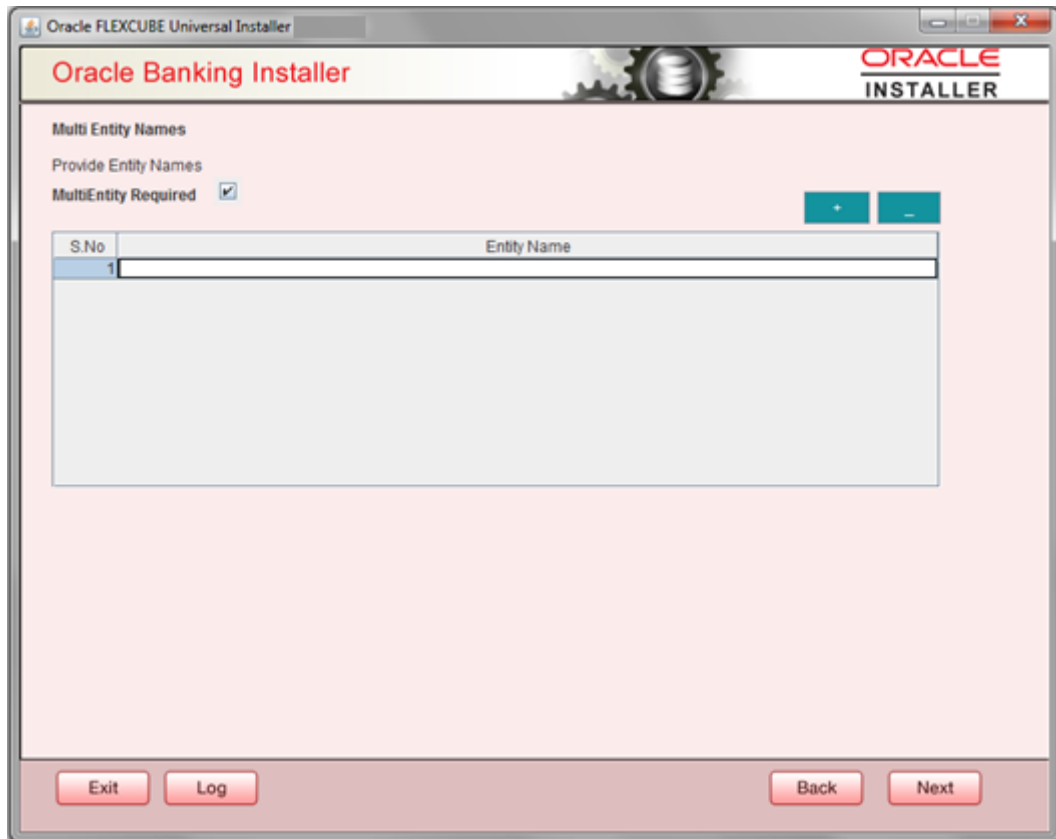 Oracle FLEXCUBE Universal Installer
Oracle Banking Installer
ORACLE
INSTALLER
Multi Entity Names
Provide Entity Names
MultiEntity Required
+ _
S.No Entity Name
1
Exit Log Back Next